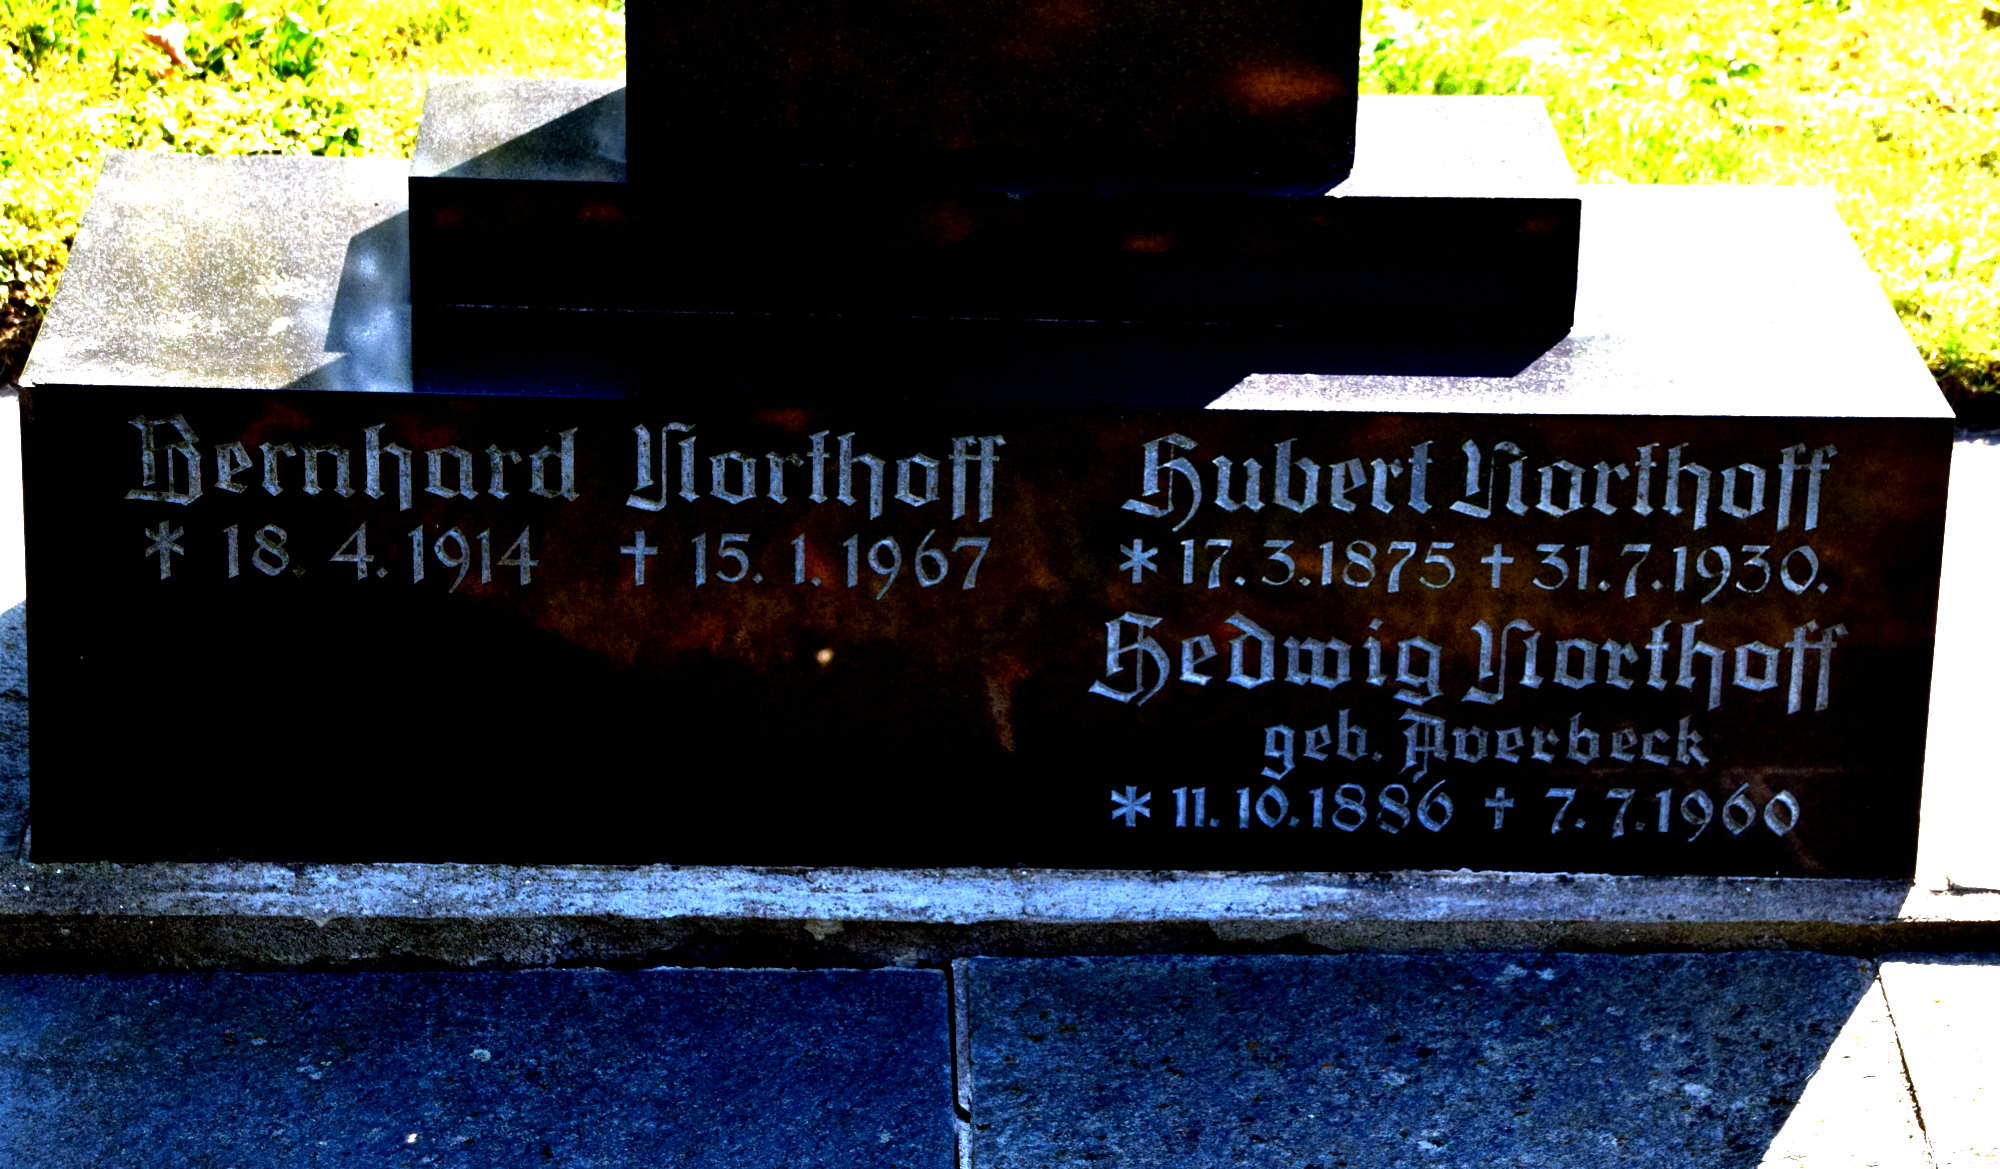 Bernhard Northoff
* 18. 4. 1914 † 15. 1. 1967
Hubert Northoff
* 17. 3. 1875 † 31. 7. 1930.
Hedwig Northoff
geb. Averbeck
* 11. 10. 1886 † 7. 7. 1960